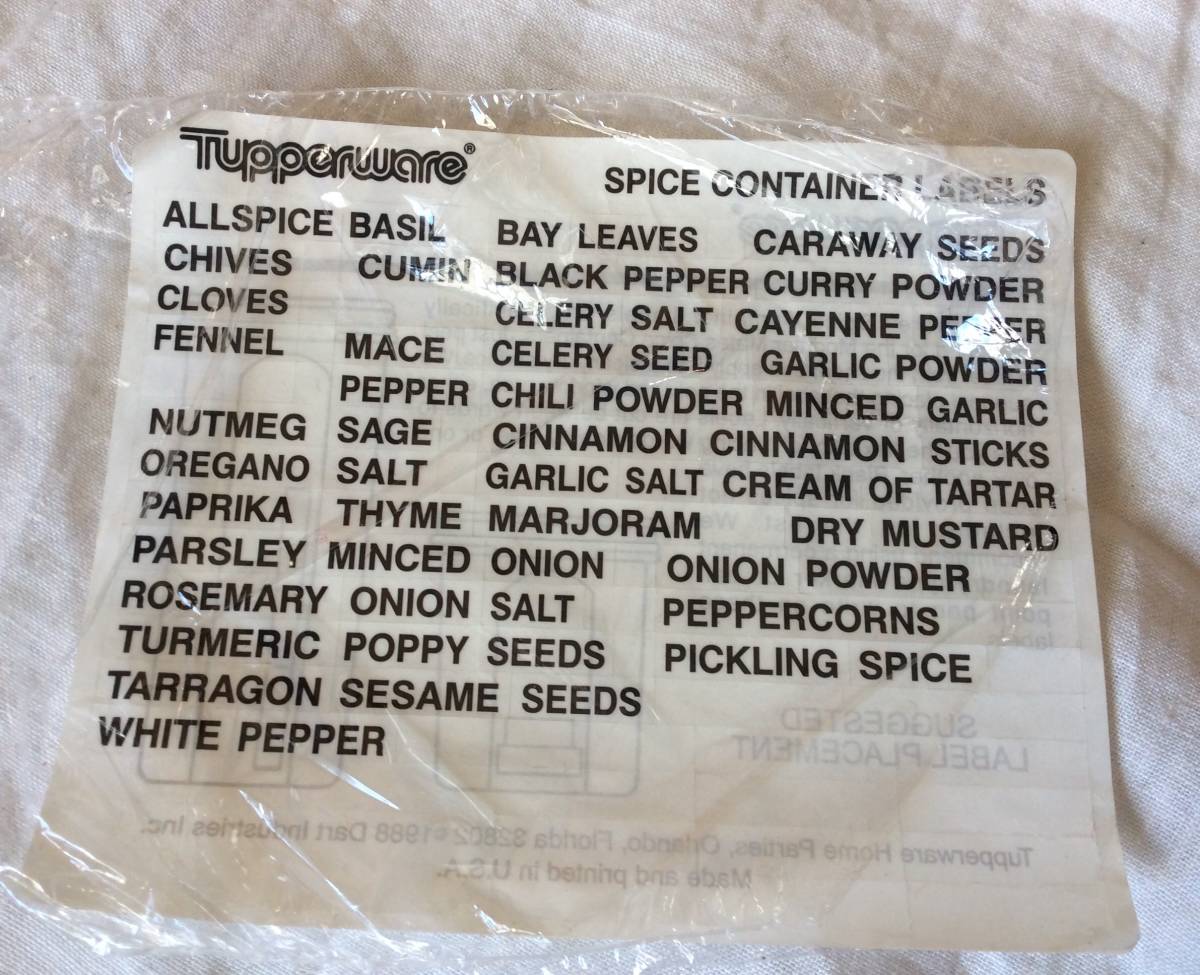 Tupperware®
SPICE CONTAINER LABELS
ALLSPICE BASIL BAY LEAVES CARAWAY SEEDS
CHIVES CUMIN BLACK PEPPER CURRY POWDER
CLOVES CELERY SALT CAYENNE PEPPER
FENNEL MACE CELERY SEED GARLIC POWDER
PEPPER CHILI POWDER MINCED GARLIC
NUTMEG SAGE CINNAMON CINNAMON STICKS
OREGANO SALT GARLIC SALT CREAM OF TARTAR
PAPRIKA THYME MARJORAM DRY MUSTARD
PARSLEY MINCED ONION ONION POWDER
ROSEMARY ONION SALT PEPPERCORNS
TURMERIC POPPY SEEDS PICKLING SPICE
TARRAGON SESAME SEEDS
WHITE PEPPER
SUGGESTED
LABEL PLACEMENT
Tupperware Home Parties, Orlando, Florida 32802 ©1988 Dart Industries Inc.
Made and printed in U.S.A.